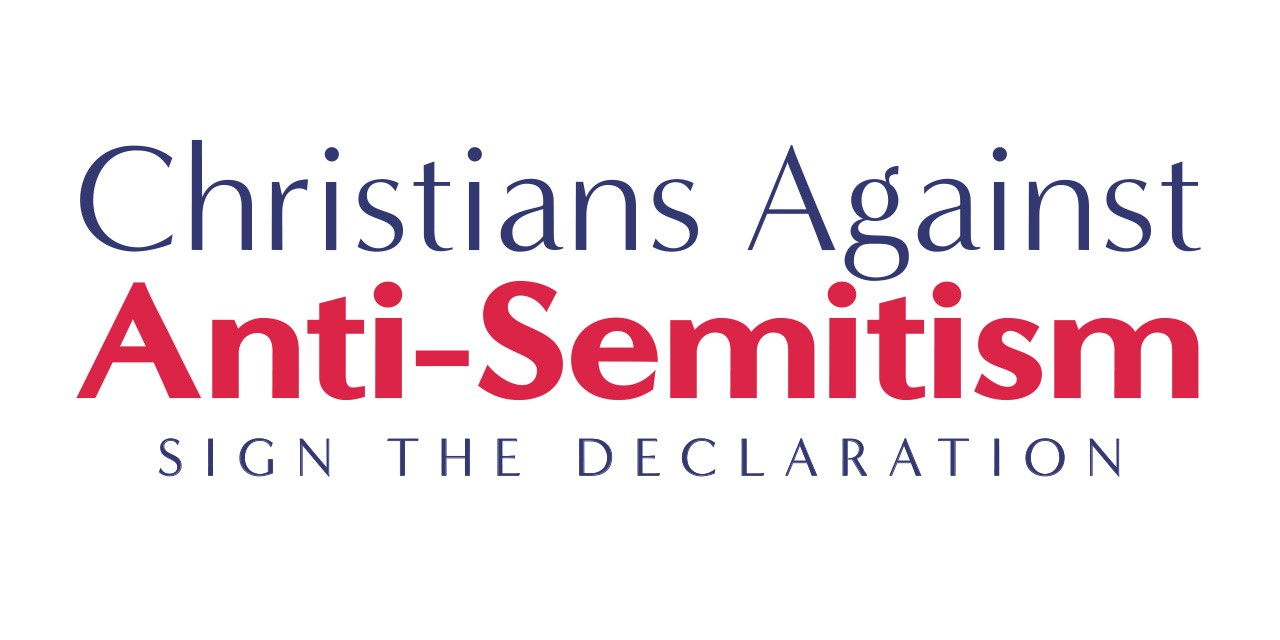 Christians Against
Anti-Semitism
SIGN THE DECLARATION